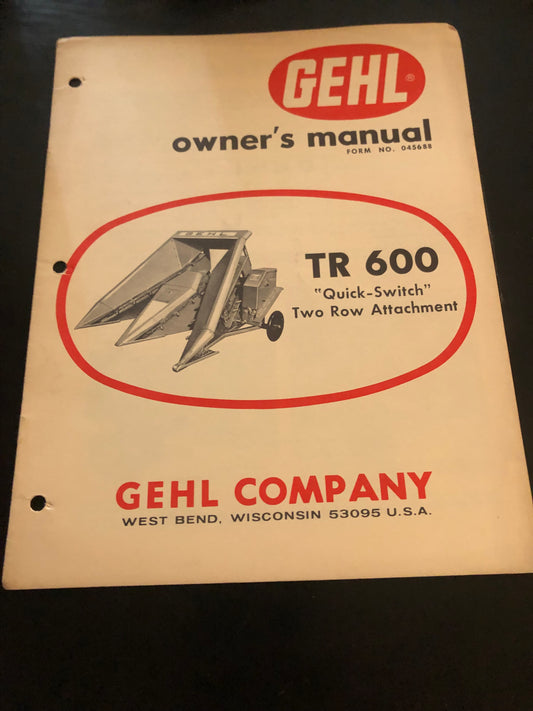 GEHL®
owner's manual
FORM NO. 045688
GEHL
TR 600
"Quick-Switch"
Two Row Attachment
GEHL COMPANY
WEST BEND, WISCONSIN 53095 U.S.A.